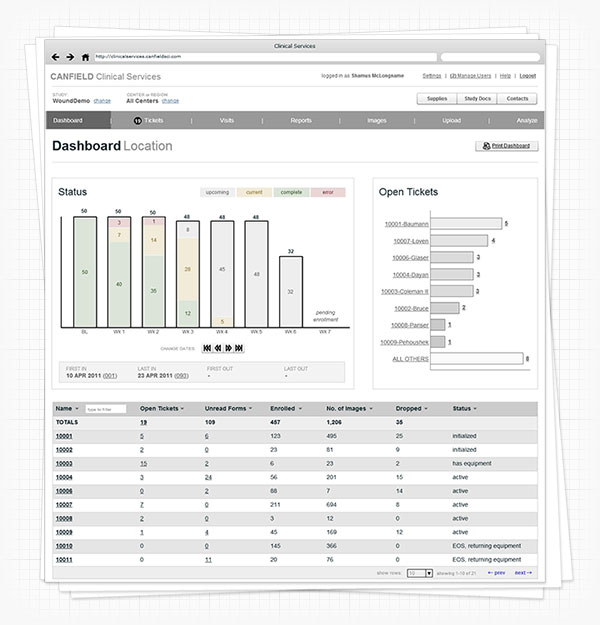 Clinical Services
http://clinicalservices.canfieldsci.com
CANFIELD Clinical Services
logged in as Shamus McLongname Settings | Manage Users | Help | Logout
STUDY: CENTER or REGION:
WoundDemo change All Centers change
Supplies Study Docs Contacts
Dashboard Tickets | Visits | Reports | Images | Upload | Analyze
Dashboard Location
Print Dashboard
Status
upcoming current complete error
50 50 50 48 48 48 32
50
3 7 40
1 14 35
8 28 12
45 5
48
32
pending enrollment
BL WK 1 WK 2 WK 3 WK 4 WK 5 WK 6 WK 7
CHANGE DATES:
FIRST IN LAST IN FIRST OUT LAST OUT
10 APR 2011 (001) 23 APR 2011 (093) - -
Open Tickets
10001-Baumann 5
10007-Loven 4
10006-Glaser 3
10004-Dayan 3
10003-Coleman II 3
10002-Bruce 2
10008-Pariser 1
10009-Pehoushek 1
ALL OTHERS 8
Name type to filter Open Tickets Unread Forms Enrolled No. of Images Dropped Status
TOTALS 19 109 457 1,206 35
10001 5 6 123 495 25 initialized
10002 2 0 23 81 9 initialized
10003 15 2 6 23 2 has equipment
10004 3 24 56 201 15 active
10006 0 2 88 7 14 active
10007 7 0 211 694 8 active
10008 2 0 3 12 0 active
10009 1 4 45 169 12 active
10010 0 0 145 366 0 EOS, returning equipment
10011 0 11 20 76 0 EOS, returning equipment
show rows: 10 showing 1-10 of 21 ← prev next →